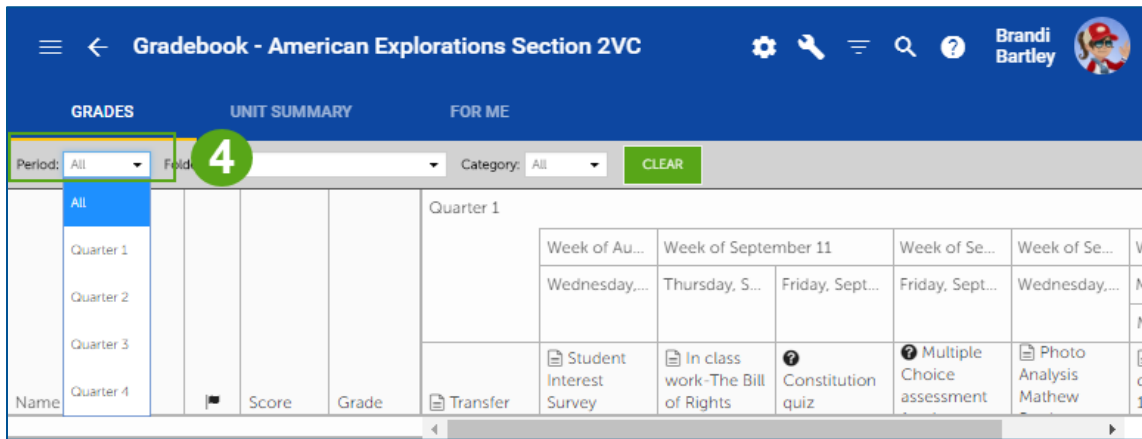 Gradebook - American Explorations Section 2VC
Brandi
Bartley
GRADES UNIT SUMMARY FOR ME
Period: All 4 Category: All CLEAR
All
Quarter 1
Quarter 2
Quarter 3
Quarter 4
Quarter 1
Week of Au... Week of September 11 Week of Se... Week of Se...
Wednesday,... Thursday, S... Friday, Sept... Friday, Sept... Wednesday,...
Name Score Grade Transfer
Student
Interest
Survey
In class
work-The Bill
of Rights
Constitution
quiz
Multiple
Choice
assessment
Photo
Analysis
Mathew